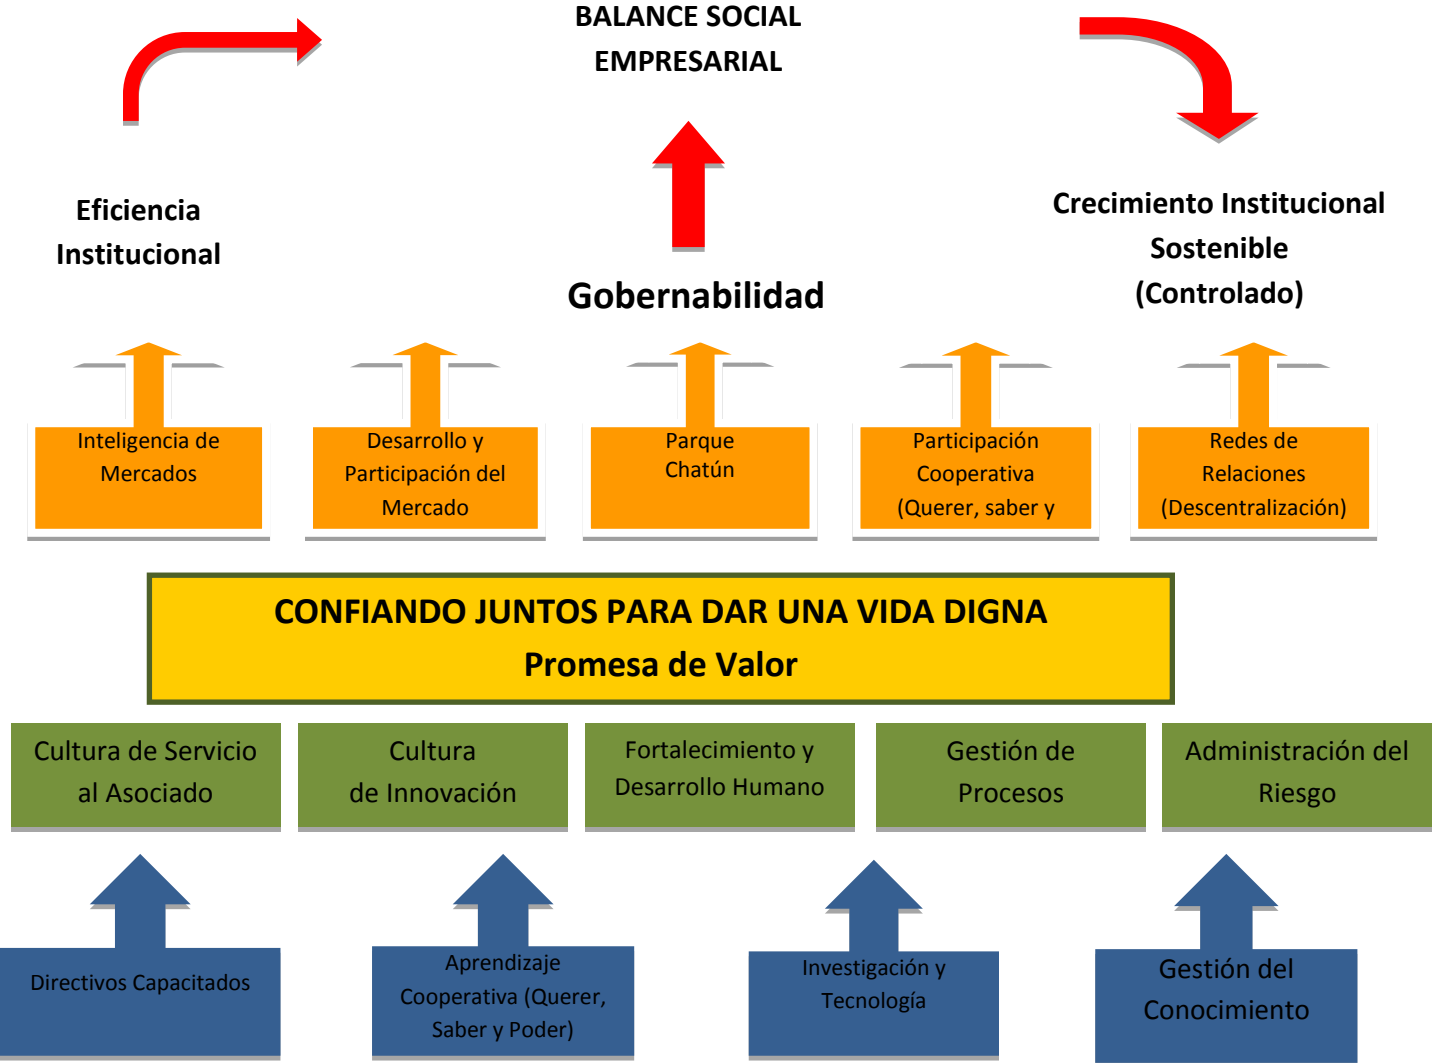 BALANCE SOCIAL
EMPRESARIAL
Eficiencia
Institucional
Gobernabilidad
Crecimiento Institucional
Sostenible
(Controlado)
Inteligencia de
Mercados
Desarrollo y
Participación del
Mercado
Parque
Chatún
Participación
Cooperativa
(Querer, saber y
Redes de
Relaciones
(Descentralización)
CONFIANDO JUNTOS PARA DAR UNA VIDA DIGNA
Promesa de Valor
Cultura de Servicio
al Asociado
Cultura
de Innovación
Fortalecimiento y
Desarrollo Humano
Gestión de
Procesos
Administración del
Riesgo
Directivos Capacitados
Aprendizaje
Cooperativa (Querer,
Saber y Poder)
Investigación y
Tecnología
Gestión del
Conocimiento